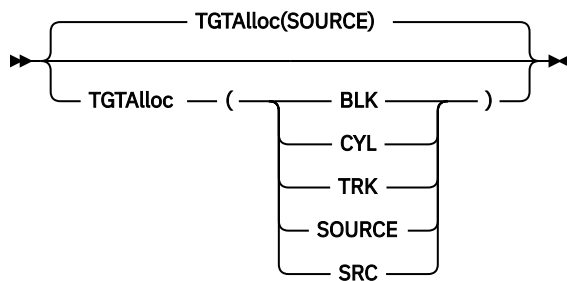 TGTAlloc(SOURCE)
TGTAlloc ( BLK )
CYL
TRK
SOURCE
SRC